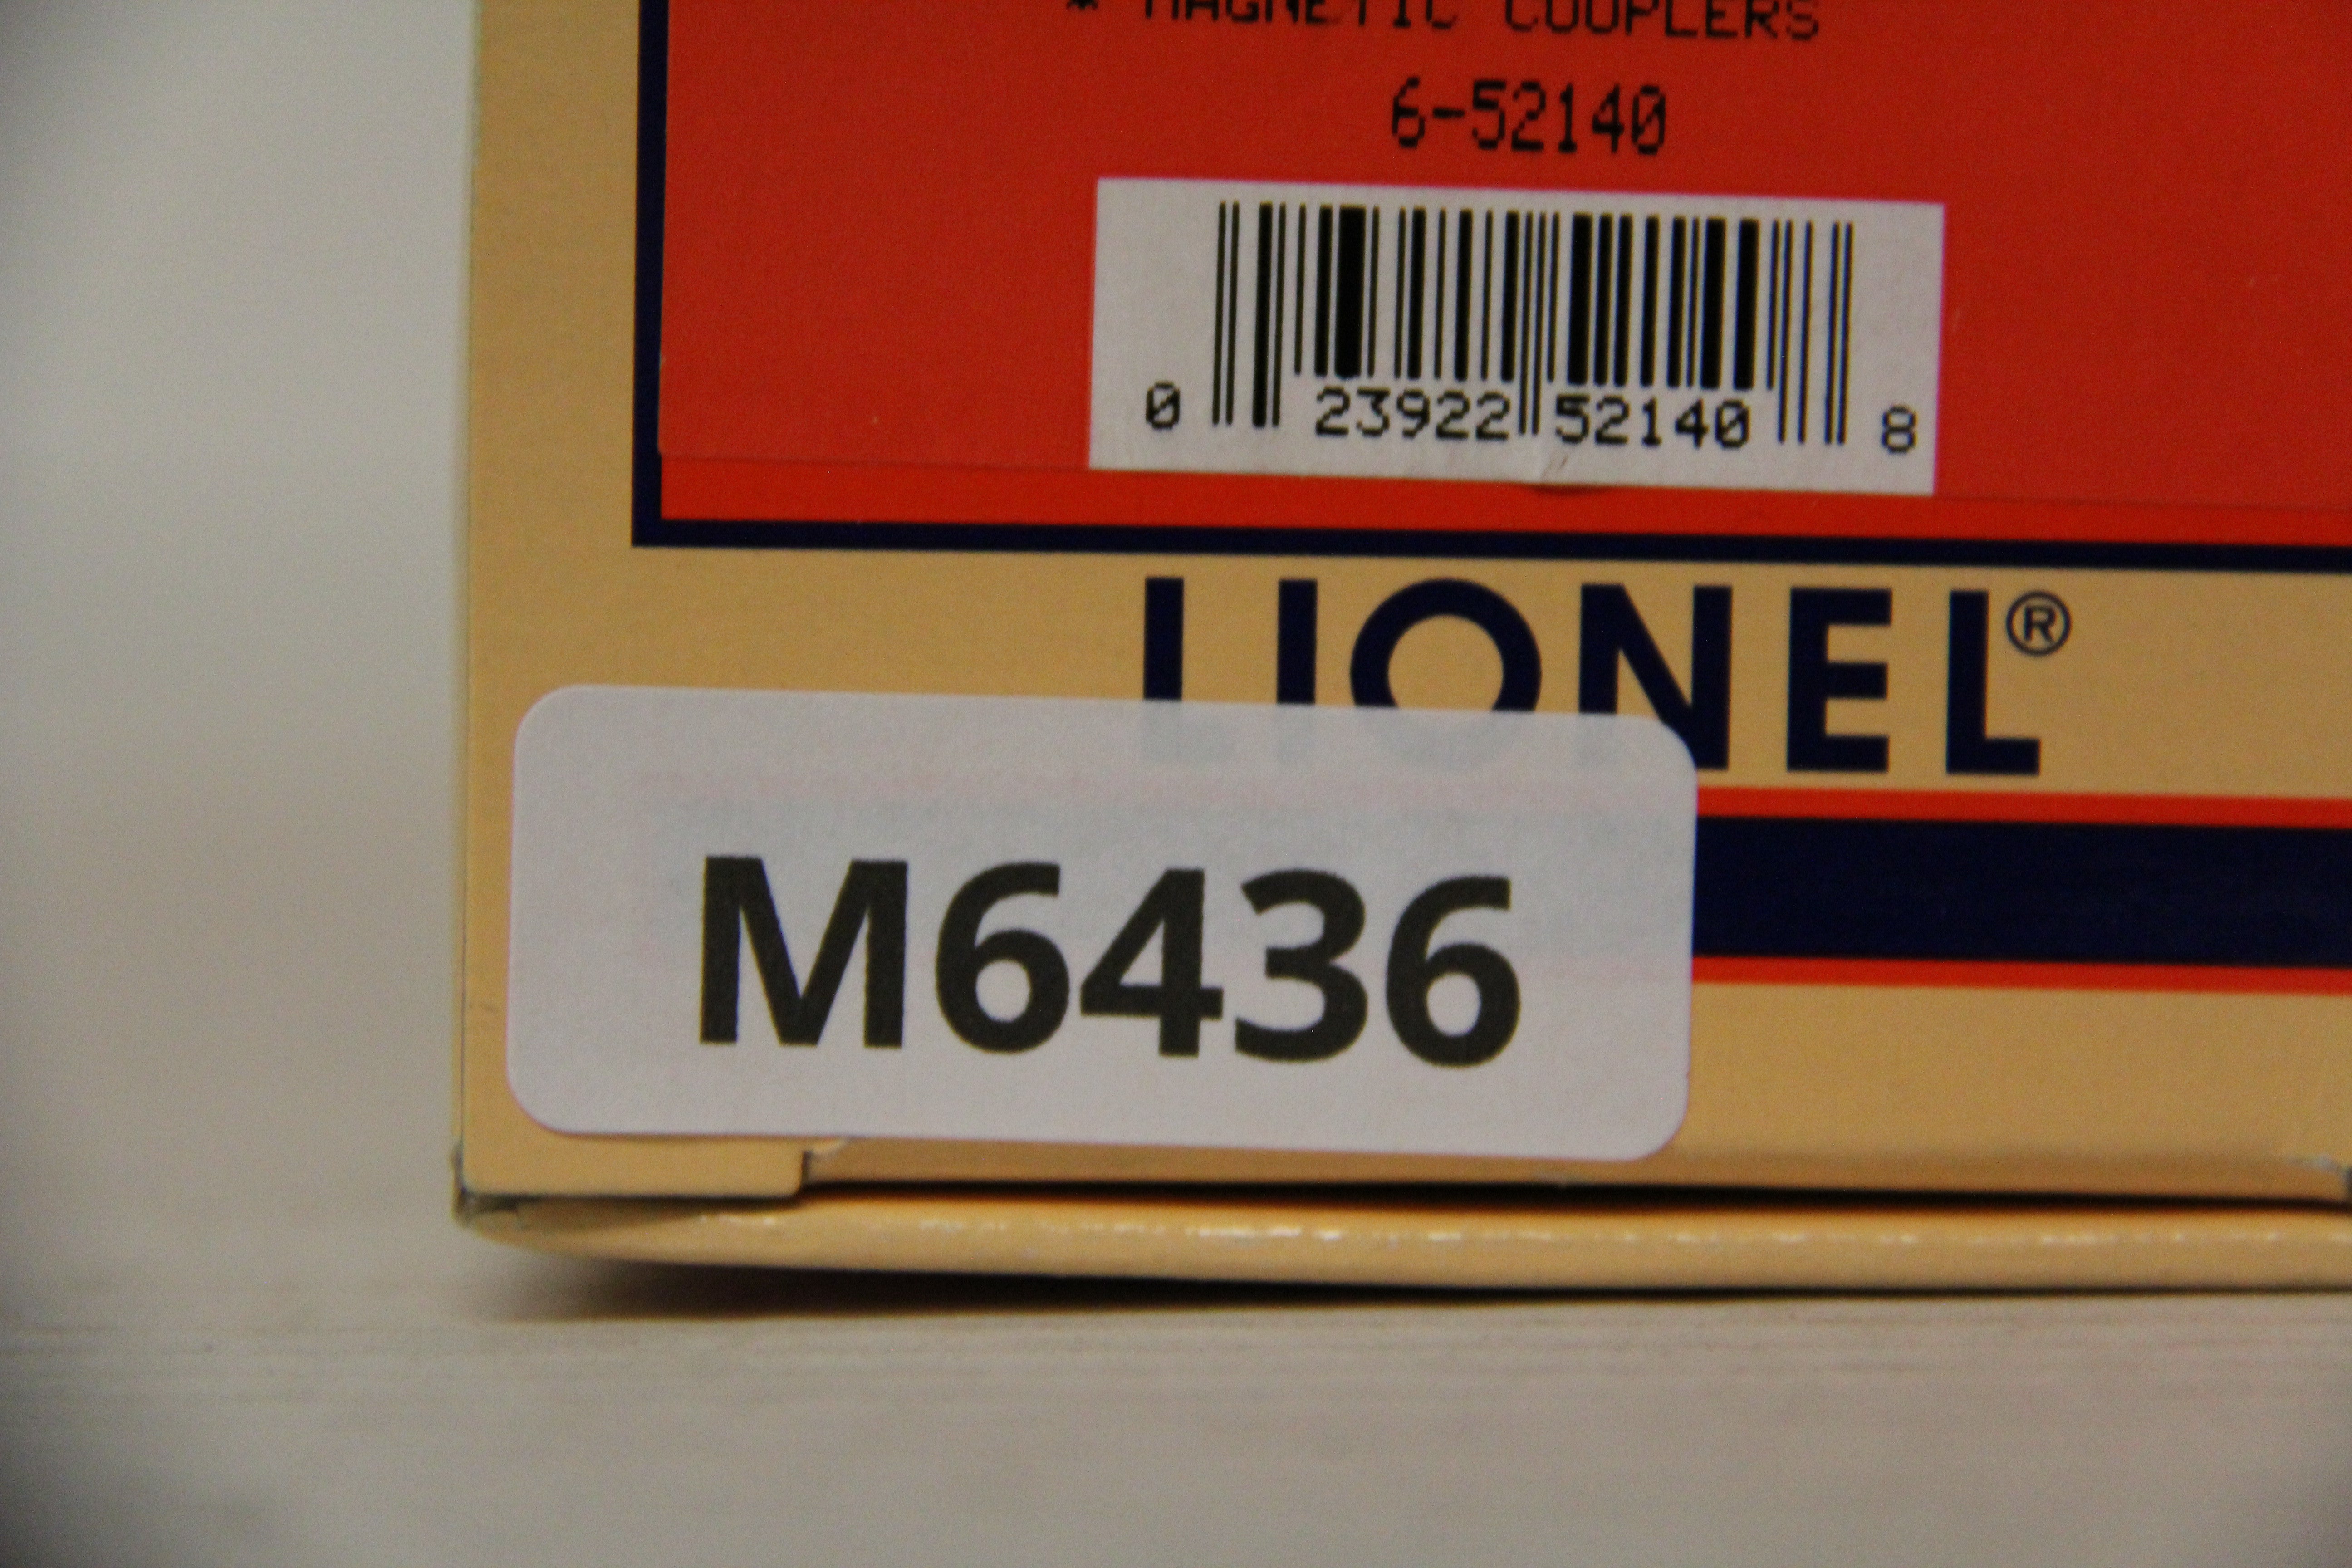 * MAGNETIC COUPLERS
6-52140
0 23922 52140 8
LIONEL®
M6436